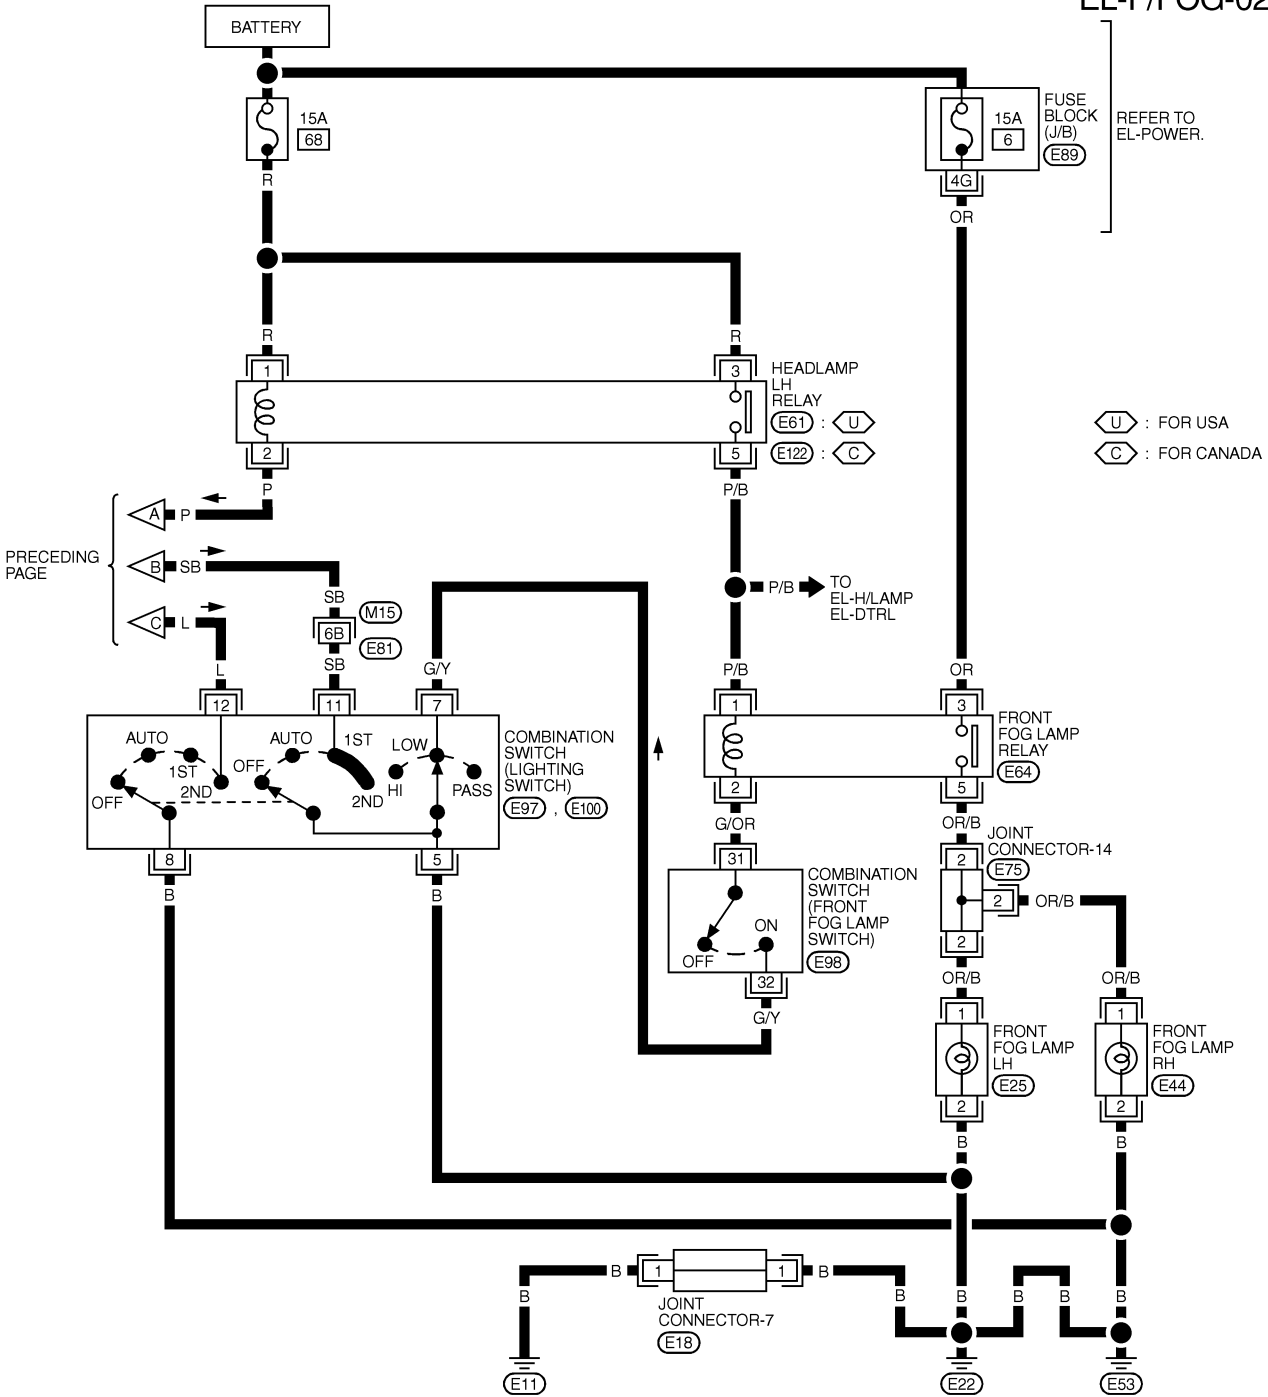 BATTERY
15A
68
R
15A
6
FUSE
BLOCK
(J/B)
E89
REFER TO
EL-POWER.
4G
OR
R
R
1
3
HEADLAMP
LH
RELAY
E61 : U
E122 : C
U : FOR USA
C : FOR CANADA
2
5
P
P/B
PRECEDING
PAGE
A P
B SB
C L
SB
M15
6B
E81
SB
P/B
TO
EL-H/LAMP
EL-DTRL
L
G/Y
P/B
OR
12
11
7
1
3
AUTO
1ST
2ND
OFF
AUTO
1ST
OFF
2ND
LOW
HI
PASS
COMBINATION
SWITCH
(LIGHTING
SWITCH)
E97 , E100
FRONT
FOG LAMP
RELAY
E64
2
5
G/OR
OR/B
8
5
B
B
31
COMBINATION
SWITCH
(FRONT
FOG LAMP
SWITCH)
E98
ON
OFF
32
G/Y
JOINT
CONNECTOR-14
E75
2
2
OR/B
2
OR/B
OR/B
1
1
FRONT
FOG LAMP
LH
E25
FRONT
FOG LAMP
RH
E44
2
2
B
B
B
1
1
B
JOINT
CONNECTOR-7
E18
B
B
B
B
B
B
E11
E22
E53